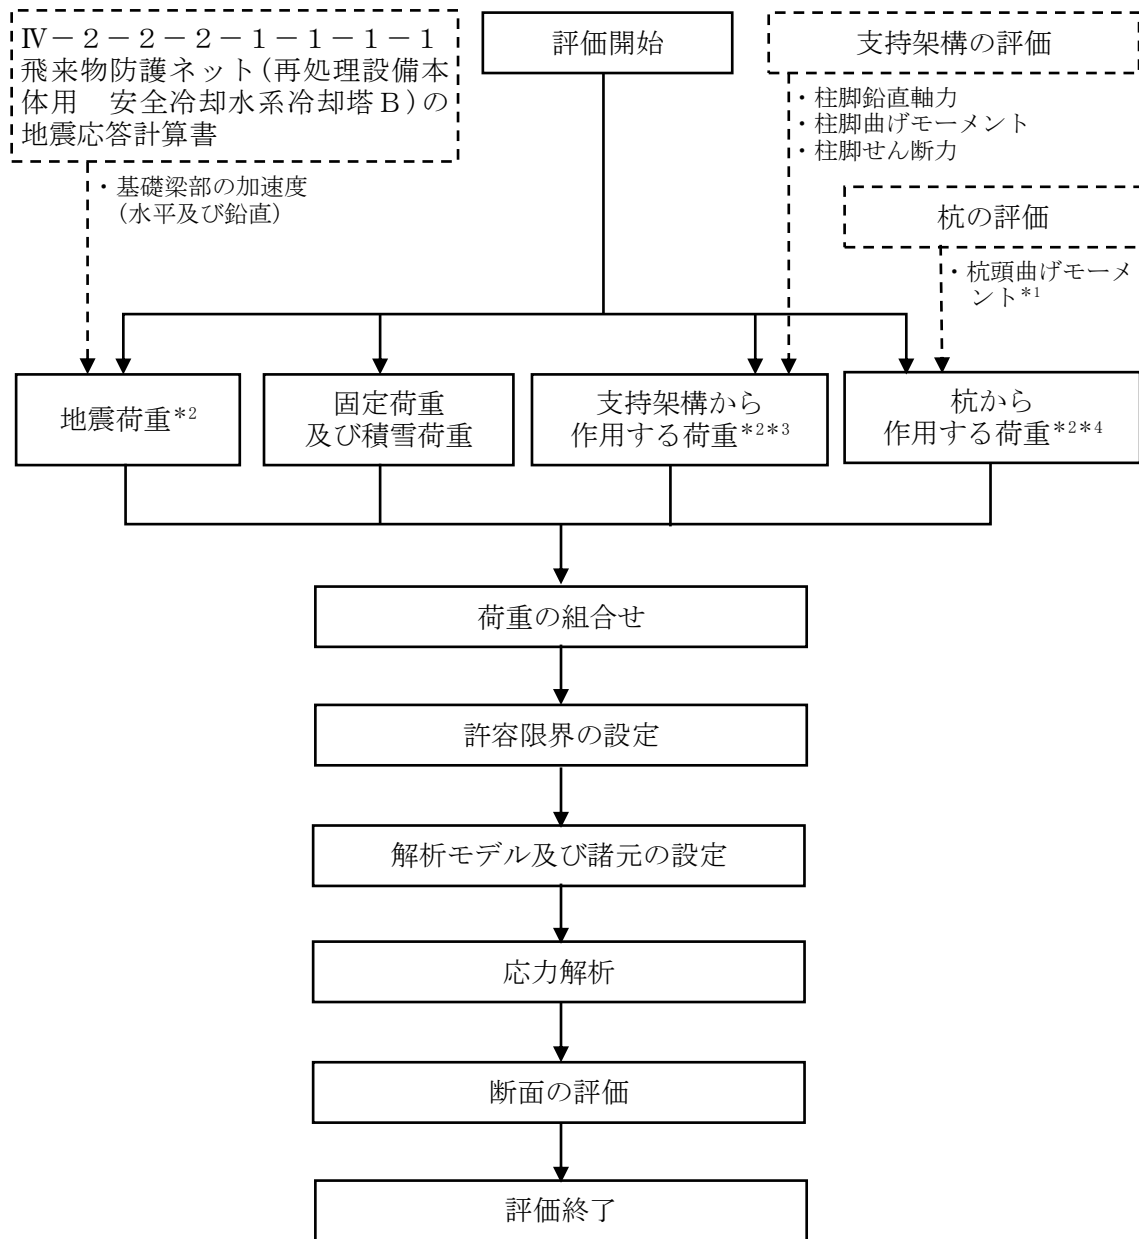 Ⅳ－２－２－２－１－１－１－１
飛来物防護ネット(再処理設備本
体用　安全冷却水系冷却塔Ｂ)の
地震応答計算書
評価開始
支持架構の評価
・柱脚鉛直軸力
・柱脚曲げモーメント
・柱脚せん断力
・基礎梁部の加速度
(水平及び鉛直)
杭の評価
・杭頭曲げモーメ
ント*1
地震荷重*2
固定荷重
及び積雪荷重
支持架構から
作用する荷重*2*3
杭から
作用する荷重*2*4
荷重の組合せ
許容限界の設定
解析モデル及び諸元の設定
応力解析
断面の評価
評価終了